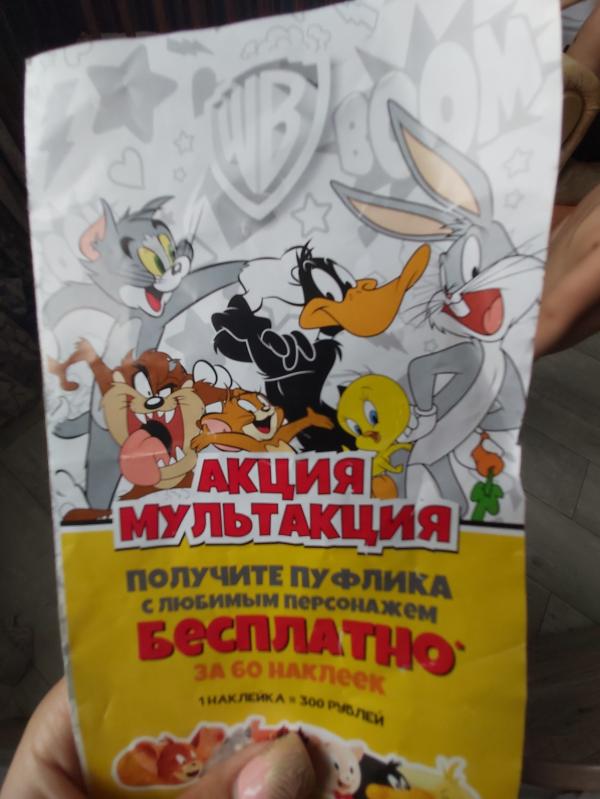 WB
BOOM
АКЦИЯ
МУЛЬТАКЦИЯ
ПОЛУЧИТЕ ПУФЛИКА
С ЛЮБИМЫМ ПЕРСОНАЖЕМ
БЕСПЛАТНО*
ЗА 60 НАКЛЕЕК
1 НАКЛЕЙКА = 300 РУБЛЕЙ